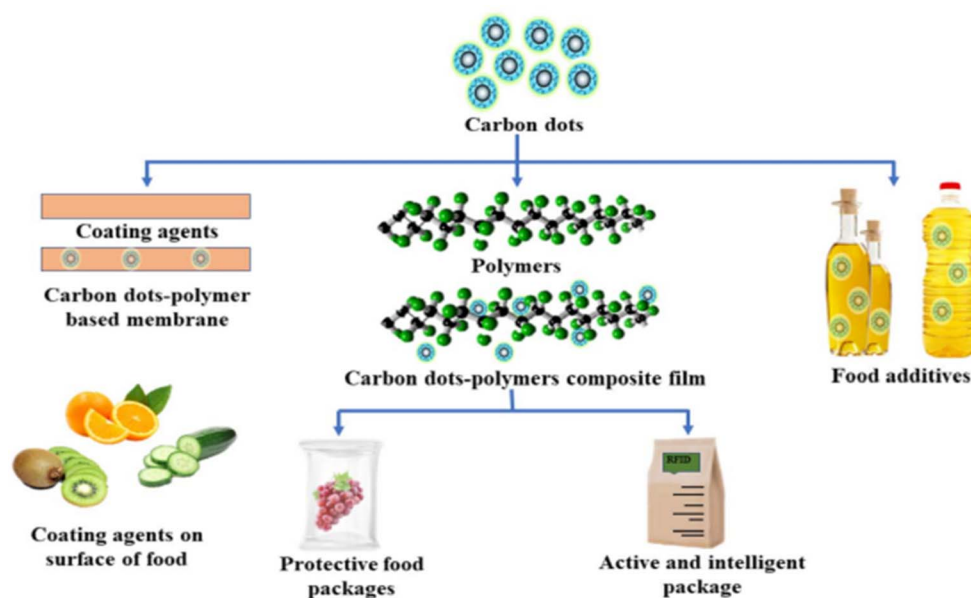 Carbon dots
Coating agents
Carbon dots-polymer
based membrane
Polymers
Carbon dots-polymers composite film
Food additives
Coating agents on
surface of food
Protective food
packages
RFID
Active and intelligent
package